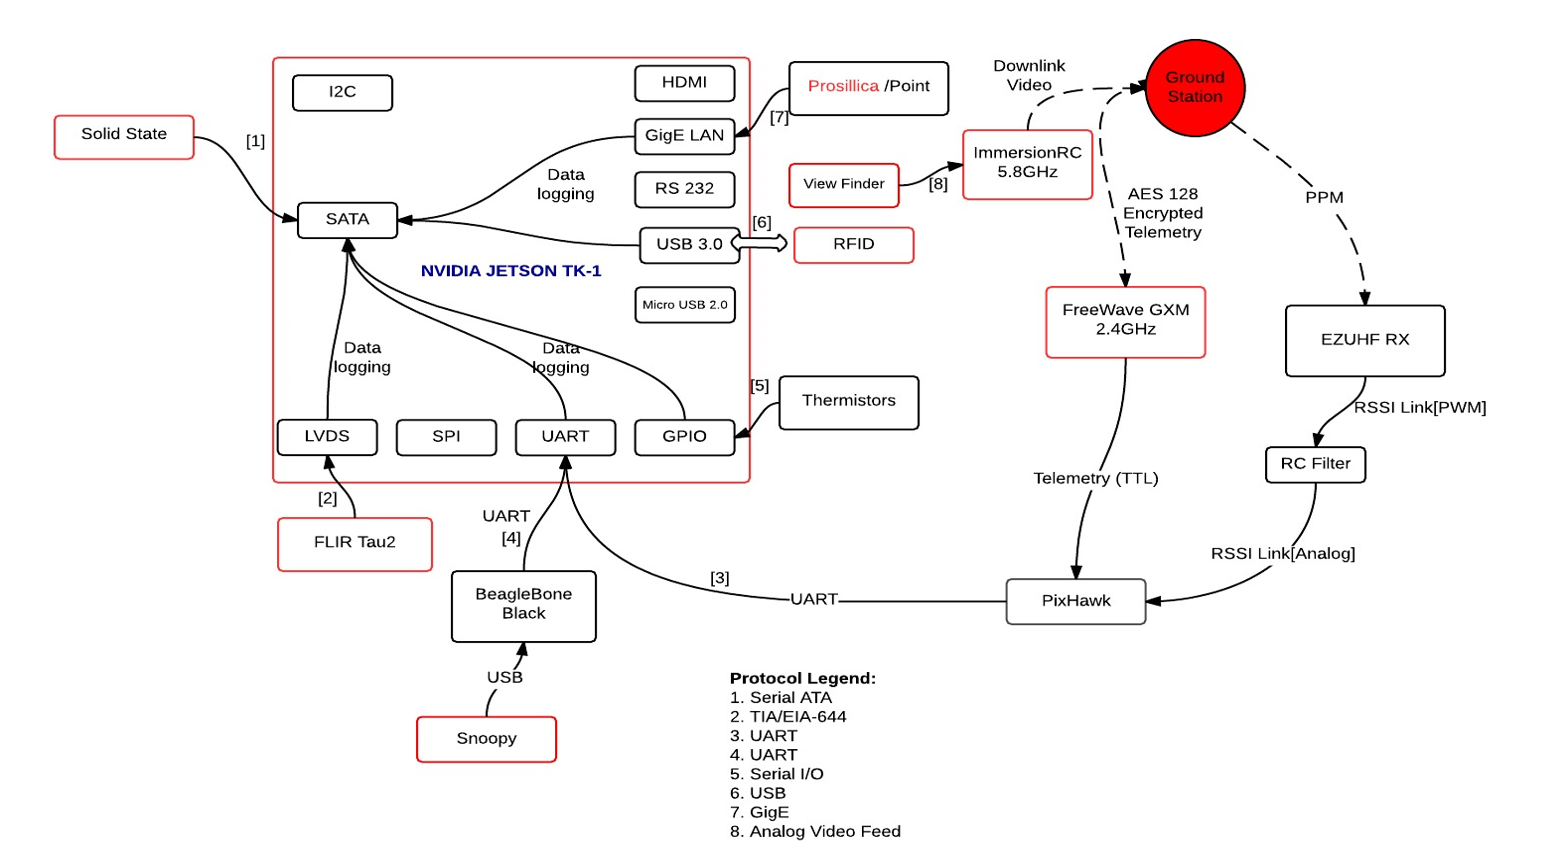 Downlink
Video
Ground
Station
HDMI
Prosillica /Point
I2C
[7]
Solid State
[1]
GigE LAN
ImmersionRC
5.8GHz
Data
logging
RS 232
View Finder
[8]
AES 128
Encrypted
Telemetry
PPM
SATA
[6]
USB 3.0
RFID
NVIDIA JETSON TK-1
Micro USB 2.0
FreeWave GXM
2.4GHz
EZUHF RX
Data
logging
Data
logging
[5]
Thermistors
RSSI Link[PWM]
LVDS
SPI
UART
GPIO
RC Filter
Telemetry (TTL)
[2]
UART
[4]
FLIR Tau2
RSSI Link[Analog]
[3]
BeagleBone
Black
UART
PixHawk
USB
Snoopy
Protocol Legend:
1. Serial ATA
2. TIA/EIA-644
3. UART
4. UART
5. Serial I/O
6. USB
7. GigE
8. Analog Video Feed